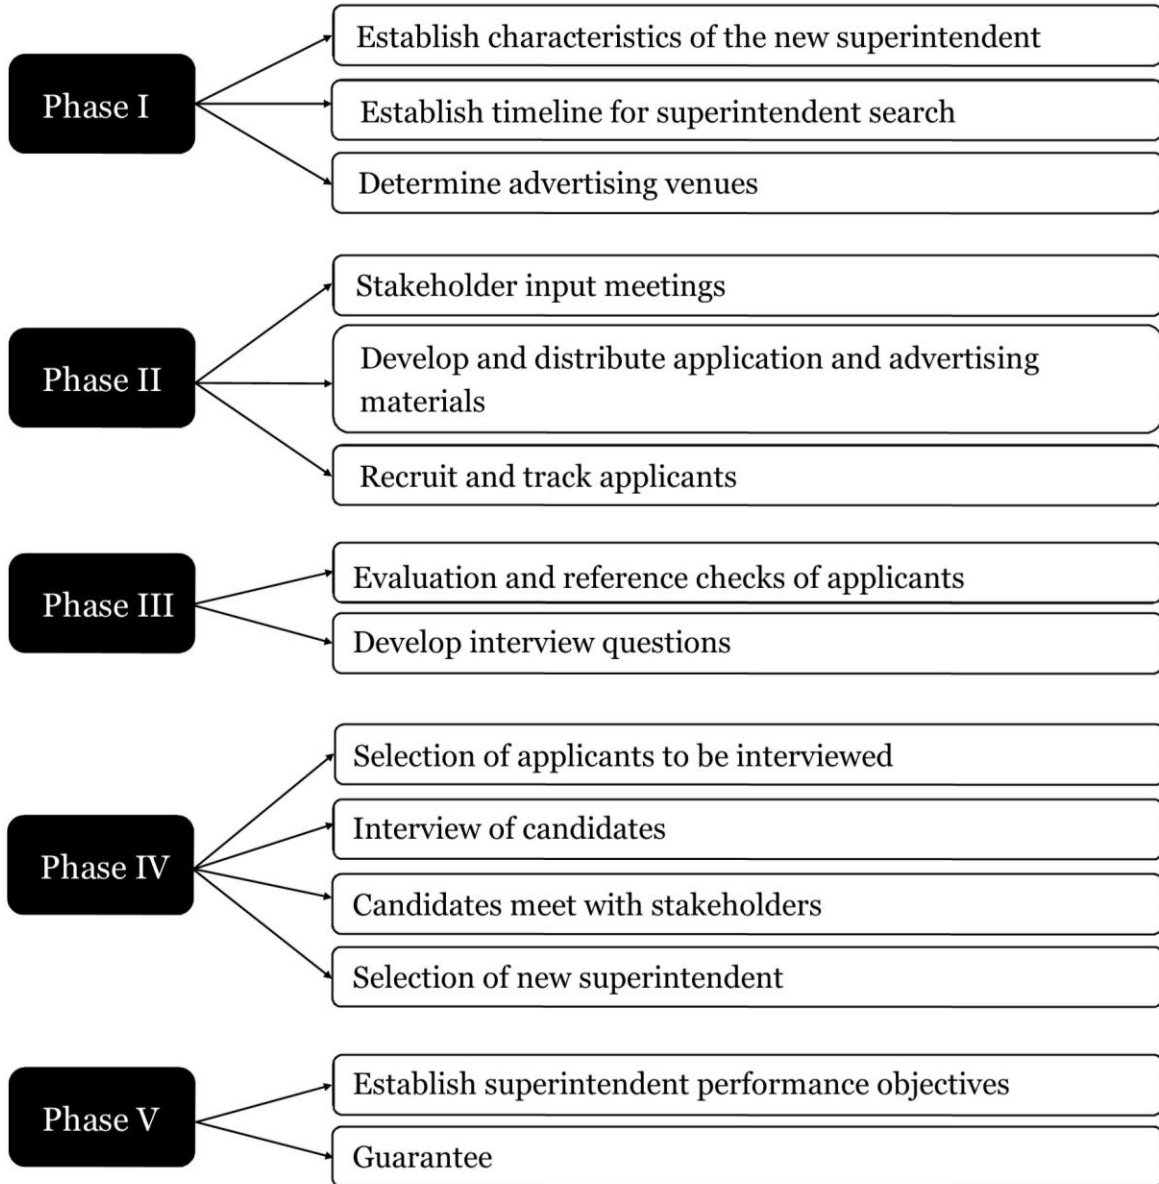 Phase I
Establish characteristics of the new superintendent
Establish timeline for superintendent search
Determine advertising venues
Phase II
Stakeholder input meetings
Develop and distribute application and advertising
materials
Recruit and track applicants
Phase III
Evaluation and reference checks of applicants
Develop interview questions
Phase IV
Selection of applicants to be interviewed
Interview of candidates
Candidates meet with stakeholders
Selection of new superintendent
Phase V
Establish superintendent performance objectives
Guarantee